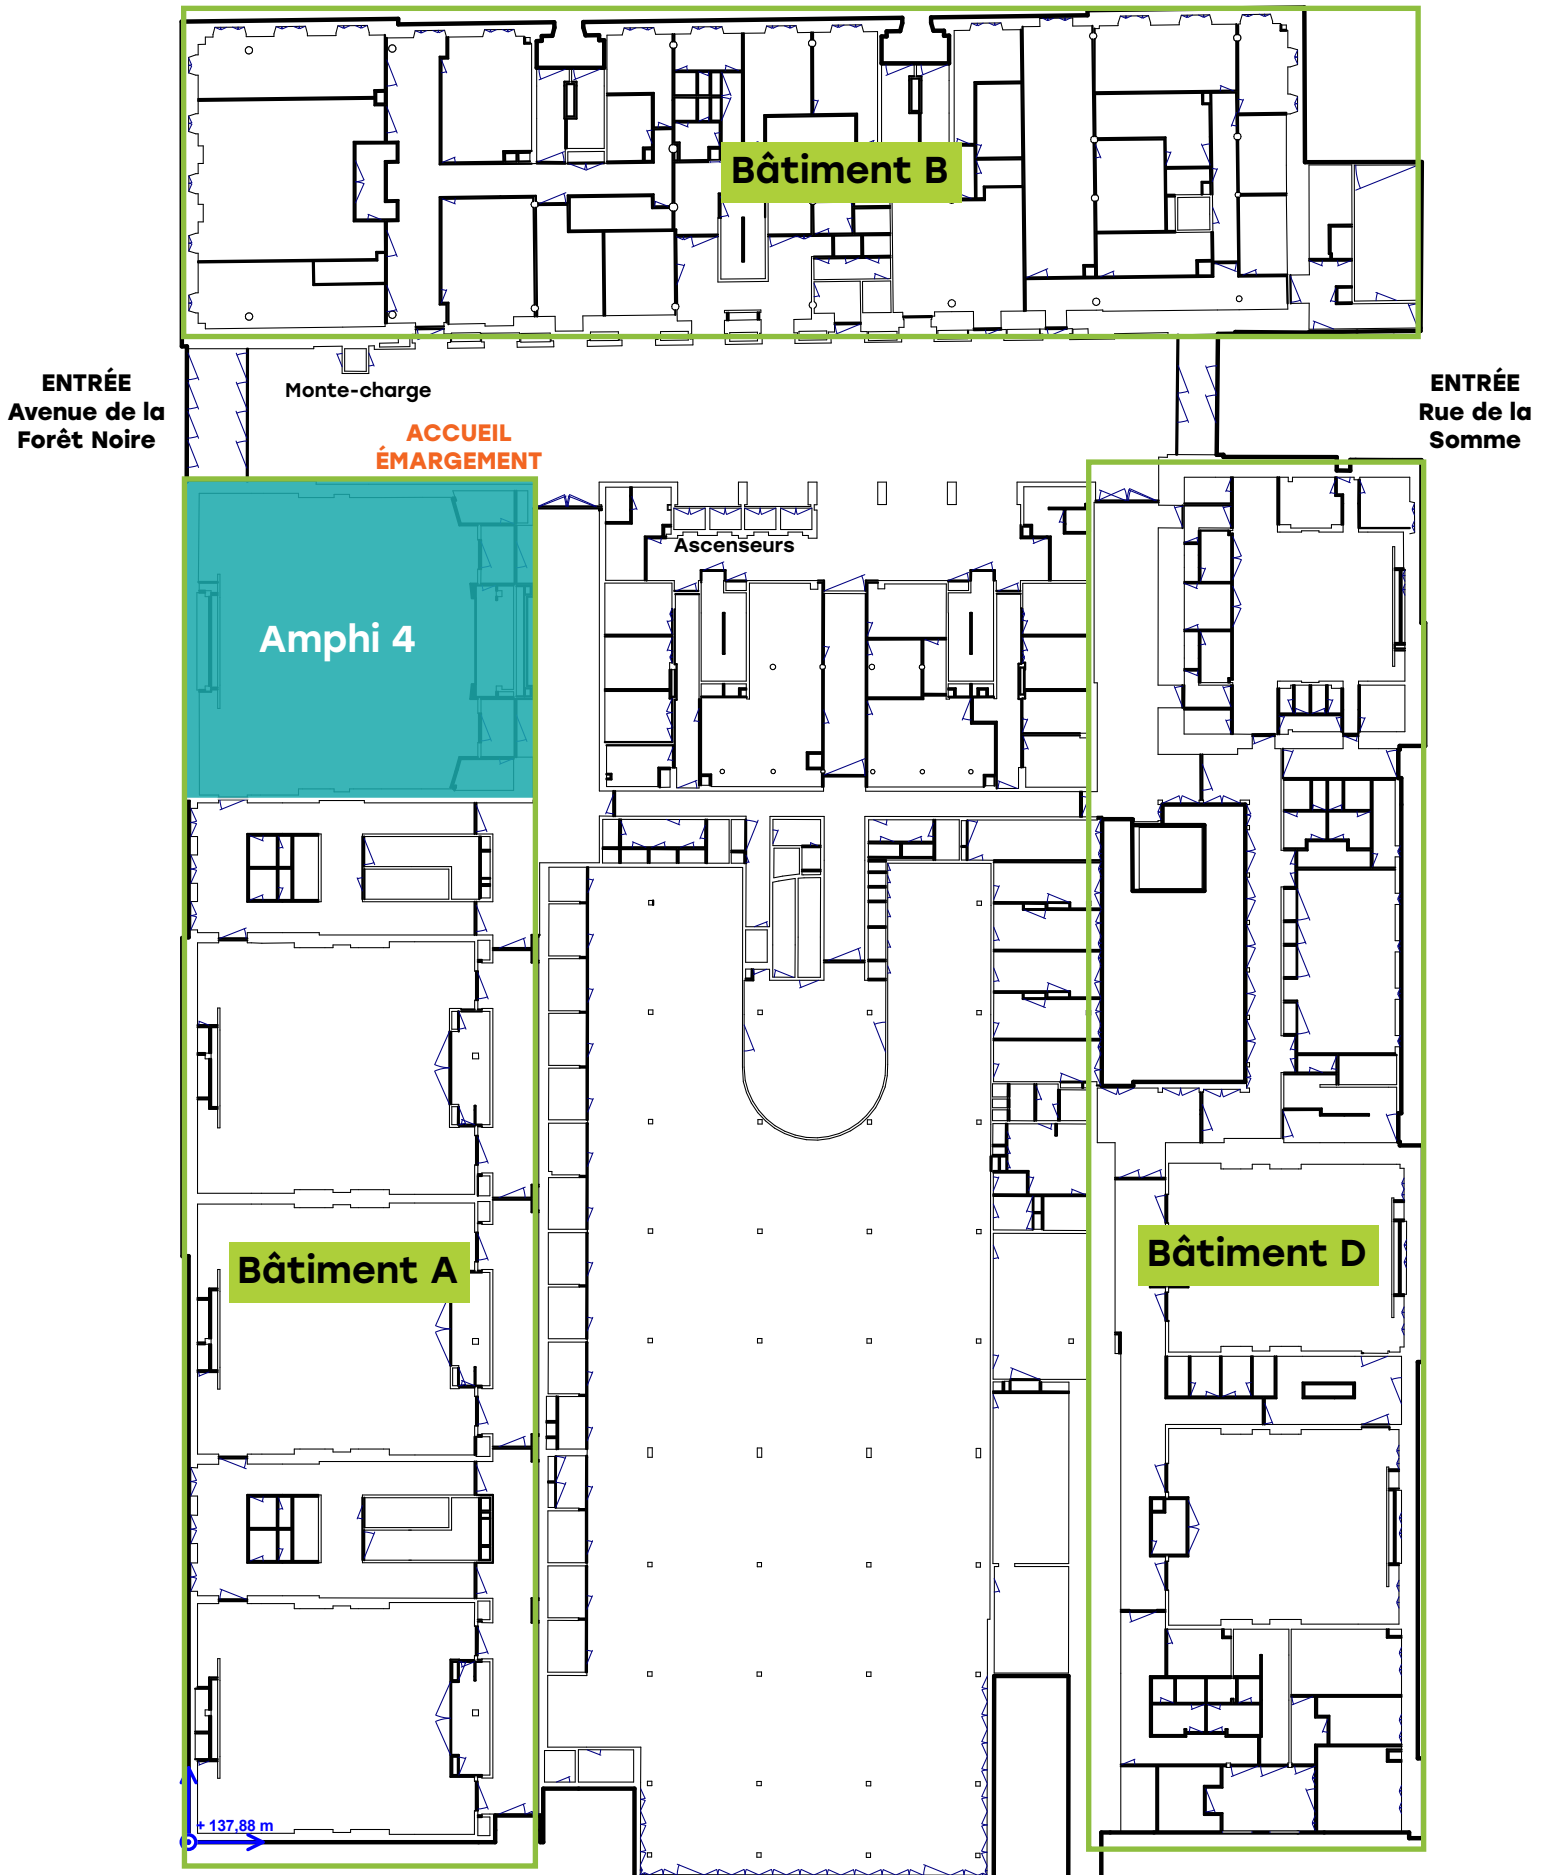 Bâtiment B
ENTRÉE
Avenue de la
Forêt Noire
Monte-charge
ENTRÉE
Rue de la
Somme
ACCUEIL
ÉMARGEMENT
Ascenseurs
Amphi 4
Bâtiment A
Bâtiment D
+ 137,88 m